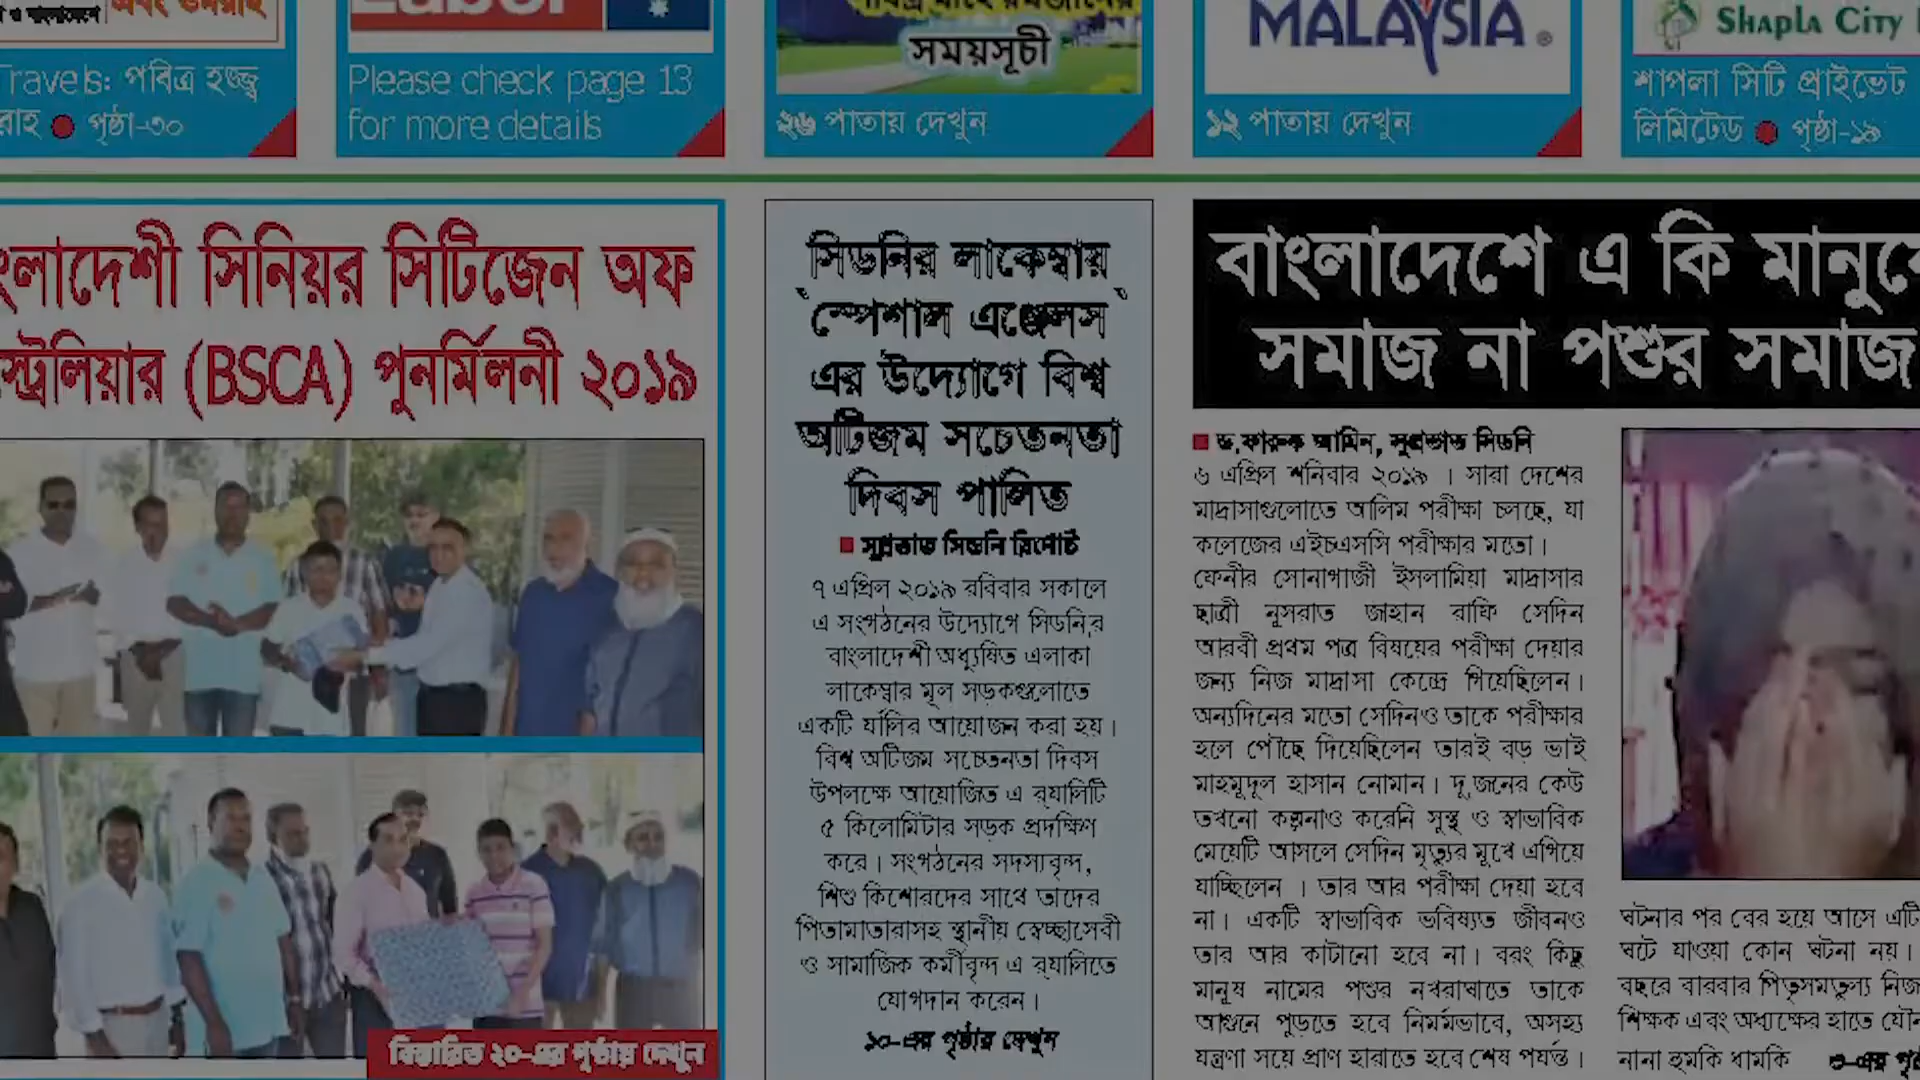 এবং ওমরাহ
Travels: পবিত্র হজ্জ্ব
রাহ ● পৃষ্ঠা-৩০
Labor
Please check page 13
for more details
সময়সূচী
২৬ পাতায় দেখুন
MALAYSIA
১২ পাতায় দেখুন
SHAPLA CITY
শাপলা সিটি প্রাইভেট
লিমিটেড ● পৃষ্ঠা-১৯
ংলাদেশী সিনিয়র সিটিজেন অফ
স্ট্রেলিয়ার (BSCA) পুনর্মিলনী ২০১৯
বিস্তারিত ২০-এর পৃষ্ঠায় দেখুন
সিডনির লাকেম্বায়
`স্পেশাল এঞ্জেলস`
এর উদ্যোগে বিশ্ব
অটিজম সচেতনতা
দিবস পালিত
সুপ্রভাত সিডনি রিপোর্ট
৭ এপ্রিল ২০১৯ রবিবার সকালে
এ সংগঠনের উদ্যোগে সিডনি,র
বাংলাদেশী অধ্যুষিত এলাকা
লাকেম্বার মূল সড়কগুলোতে
একটি র্যালির আয়োজন করা হয়।
বিশ্ব অটিজম সচেতনতা দিবস
উপলক্ষে আয়োজিত এ র‍্যালিটি
৫ কিলোমিটার সড়ক প্রদক্ষিণ
করে। সংগঠনের সদস্যবৃন্দ,
শিশু কিশোরদের সাথে তাদের
পিতামাতারাসহ স্থানীয় স্বেচ্ছাসেবী
ও সামাজিক কর্মীবৃন্দ এ র‍্যালিতে
যোগদান করেন।
১০-এর পৃষ্ঠার দেখুন
বাংলাদেশে এ কি মানুষে
সমাজ না পশুর সমাজ
ড.ফারুক আমিন, সুপ্রভাত সিডনি
৬ এপ্রিল শনিবার ২০১৯ । সারা দেশের
মাদ্রাসাগুলোতে আলিম পরীক্ষা চলছে, যা
কলেজের এইচএসসি পরীক্ষার মতো।
ফেনীর সোনাগাজী ইসলামিয়া মাদ্রাসার
ছাত্রী নুসরাত জাহান রাফি সেদিন
আরবী প্রথম পত্র বিষয়ের পরীক্ষা দেয়ার
জন্য নিজ মাদ্রাসা কেন্দ্রে গিয়েছিলেন।
অন্যদিনের মতো সেদিনও তাকে পরীক্ষার
হলে পৌছে দিয়েছিলেন তারই বড় ভাই
মাহমুদুল হাসান নোমান। দু,জনের কেউ
তখনো কল্পনাও করেনি সুস্থ ও স্বাভাবিক
মেয়েটি আসলে সেদিন মৃত্যুর মুখে এগিয়ে
যাচ্ছিলেন । তার আর পরীক্ষা দেয়া হবে
না। একটি স্বাভাবিক ভবিষ্যত জীবনও
তার আর কাটানো হবে না। বরং কিছু
মানুষ নামের পশুর নখরাঘাতে তাকে
আগুনে পুড়তে হবে নির্মমভাবে, অসহ্য
যন্ত্রণা সয়ে প্রাণ হারাতে হবে শেষ পর্যন্ত।
ঘটনার পর বের হয়ে আসে এটি
ঘটে যাওয়া কোন ঘটনা নয়।
বছরে বারবার পিতৃসমতুল্য নিজ
শিক্ষক এবং অধ্যক্ষের হাতে যৌন
নানা হুমকি ধামকি